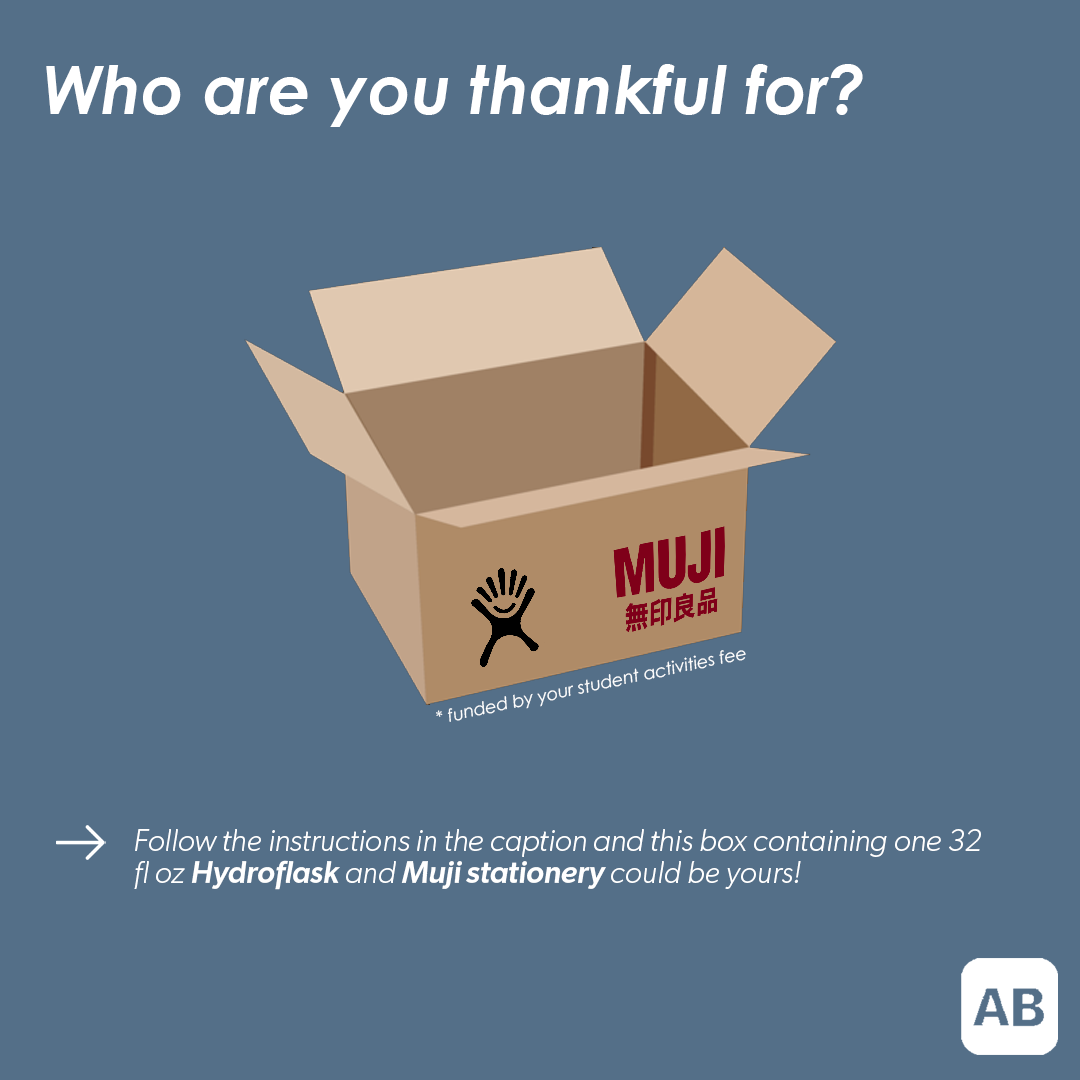 Who are you thankful for?
MUJI
無印良品
* funded by your student activities fee
Follow the instructions in the caption and this box containing one 32
fl oz Hydroflask and Muji stationery could be yours!
AB